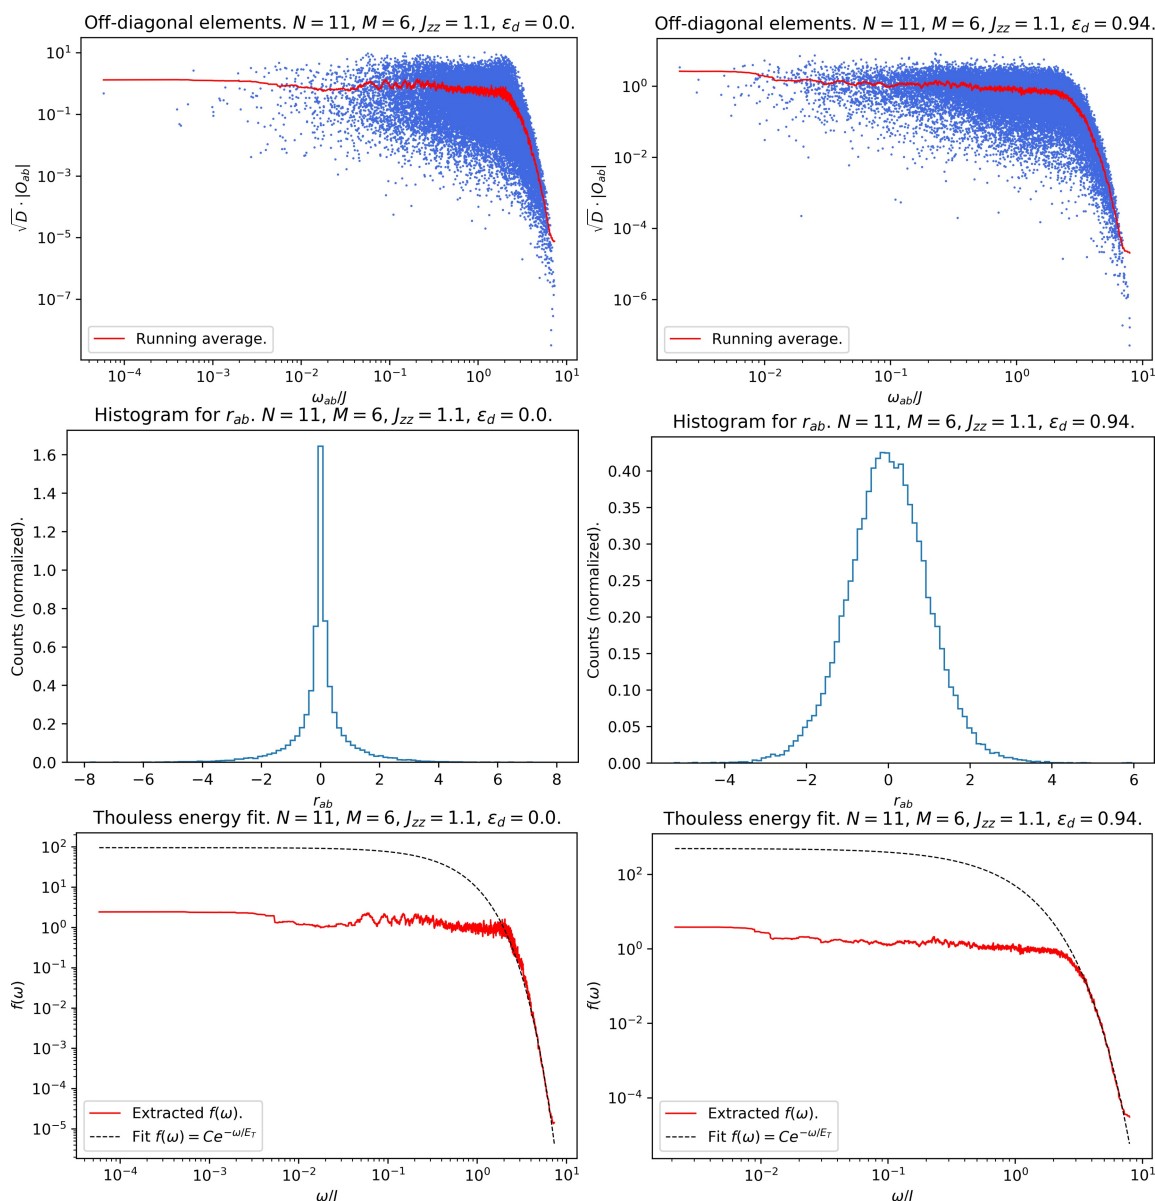 Off-diagonal elements. N = 11, M = 6, J_zz = 1.1, ε_d = 0.0.
10^1
10^-1
10^-3
10^-5
10^-7
√D · |O_ab|
Running average.
10^-4 10^-3 10^-2 10^-1 10^0 10^1
ω_ab/J
Off-diagonal elements. N = 11, M = 6, J_zz = 1.1, ε_d = 0.94.
10^0
10^-2
10^-4
10^-6
√D · |O_ab|
Running average.
10^-2 10^-1 10^0 10^1
ω_ab/J
Histogram for r_ab. N = 11, M = 6, J_zz = 1.1, ε_d = 0.0.
1.6
1.4
1.2
1.0
0.8
0.6
0.4
0.2
0.0
Counts (normalized).
−8 −6 −4 −2 0 2 4 6 8
r_ab
Histogram for r_ab. N = 11, M = 6, J_zz = 1.1, ε_d = 0.94.
0.40
0.35
0.30
0.25
0.20
0.15
0.10
0.05
0.00
Counts (normalized).
−4 −2 0 2 4 6
r_ab
Thouless energy fit. N = 11, M = 6, J_zz = 1.1, ε_d = 0.0.
10^2
10^1
10^0
10^-1
10^-2
10^-3
10^-4
10^-5
f(ω)
Extracted f(ω).
Fit f(ω) = Ce^-ω/E_T
10^-4 10^-3 10^-2 10^-1 10^0 10^1
ω/J
Thouless energy fit. N = 11, M = 6, J_zz = 1.1, ε_d = 0.94.
10^2
10^0
10^-2
10^-4
f(ω)
Extracted f(ω).
Fit f(ω) = Ce^-ω/E_T
10^-2 10^-1 10^0 10^1
ω/J